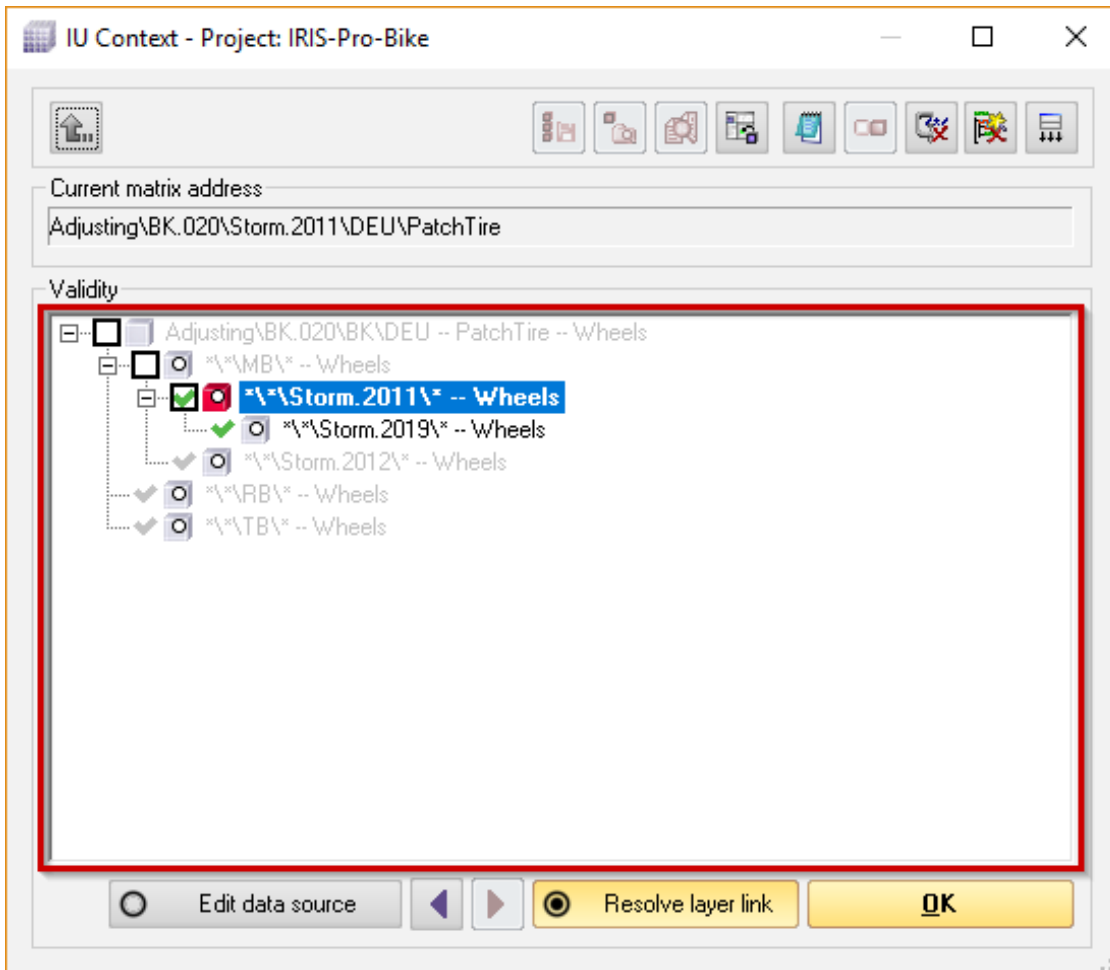 IU Context - Project: IRIS-Pro-Bike
Current matrix address
Adjusting\BK.020\Storm.2011\DEU\PatchTire
Validity
Adjusting\BK.020\BK\DEU -- PatchTire -- Wheels
*\*\MB\* -- Wheels
*\*\Storm.2011\* -- Wheels
*\*\Storm.2019\* -- Wheels
*\*\Storm.2012\* -- Wheels
*\*\RB\* -- Wheels
*\*\TB\* -- Wheels
Edit data source Resolve layer link OK